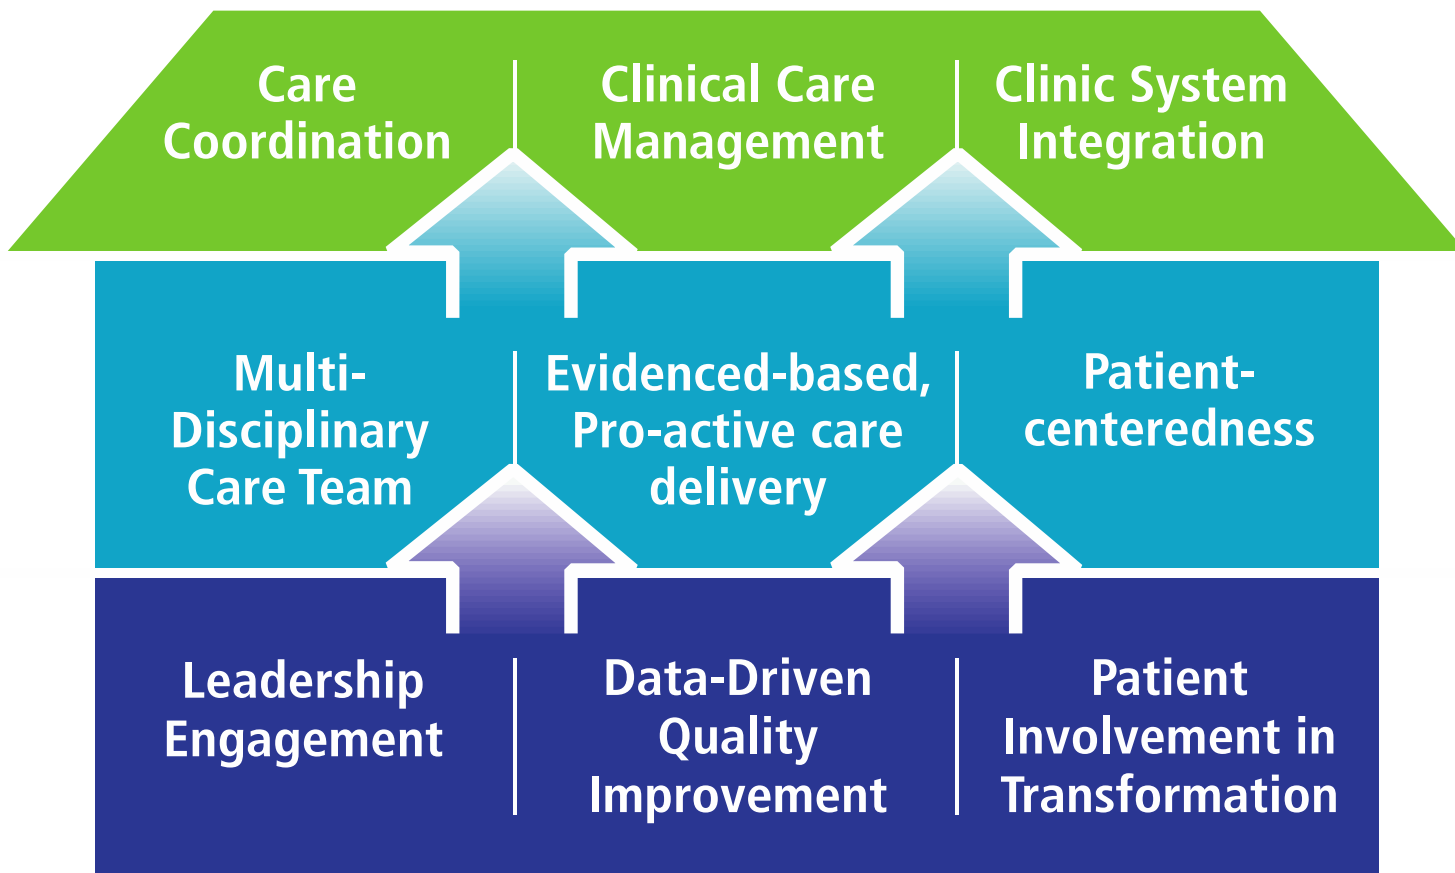 Care
Coordination
Clinical Care
Management
Clinic System
Integration
Multi-
Disciplinary
Care Team
Evidenced-based,
Pro-active care
delivery
Patient-
centeredness
Leadership
Engagement
Data-Driven
Quality
Improvement
Patient
Involvement in
Transformation